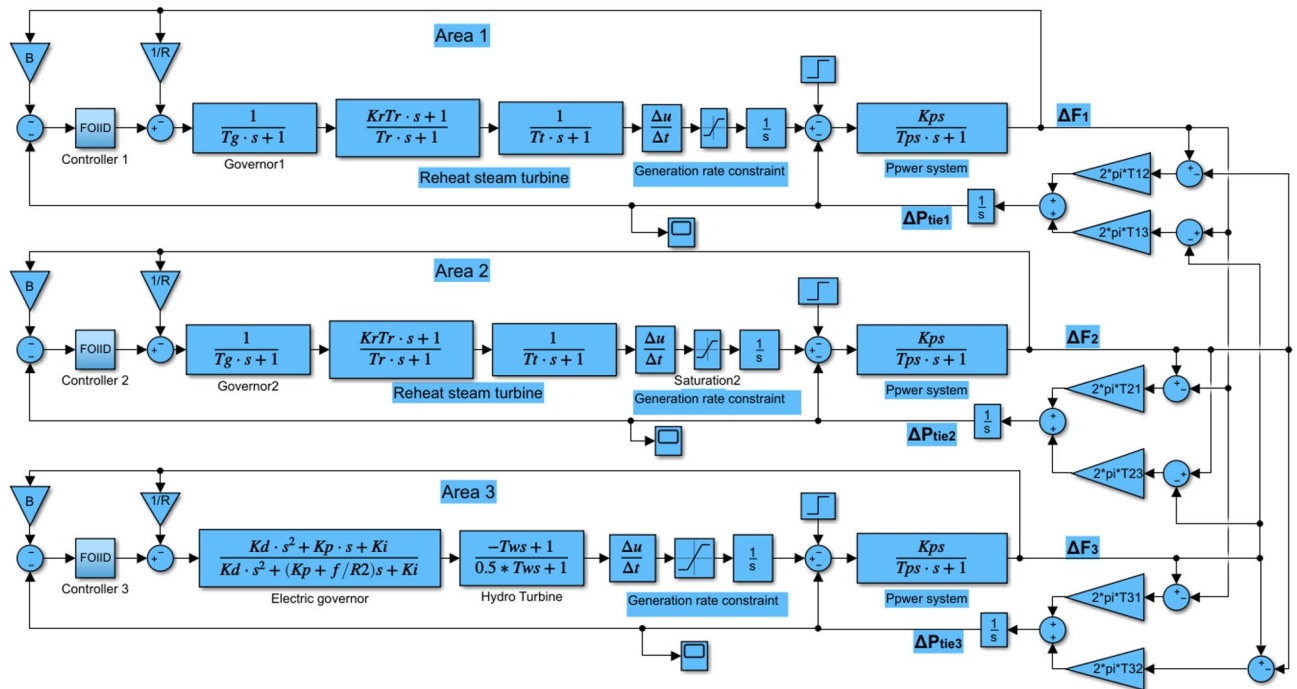 Area 1
B
1/R
FOIID
Controller 1
1
Tg · s + 1
Governor1
KrTr · s + 1
Tr · s + 1
1
Tt · s + 1
Reheat steam turbine
Δu
Δt
1
s
Generation rate constraint
Kps
Tps · s + 1
Ppower system
ΔF1
2*pi*T12
2*pi*T13
1
s
ΔPtie1
Area 2
B
1/R
FOIID
Controller 2
1
Tg · s + 1
Governor2
KrTr · s + 1
Tr · s + 1
1
Tt · s + 1
Reheat steam turbine
Δu
Δt
Saturation2
1
s
Generation rate constraint
Kps
Tps · s + 1
Ppower system
ΔF2
2*pi*T21
2*pi*T23
1
s
ΔPtie2
Area 3
B
1/R
FOIID
Controller 3
Kd · s² + Kp · s + Ki
Kd · s² + (Kp + f/R2)s + Ki
Electric governor
-Tws + 1
0.5 * Tws + 1
Hydro Turbine
Δu
Δt
1
s
Generation rate constraint
Kps
Tps · s + 1
Ppower system
ΔF3
2*pi*T31
2*pi*T32
1
s
ΔPtie3